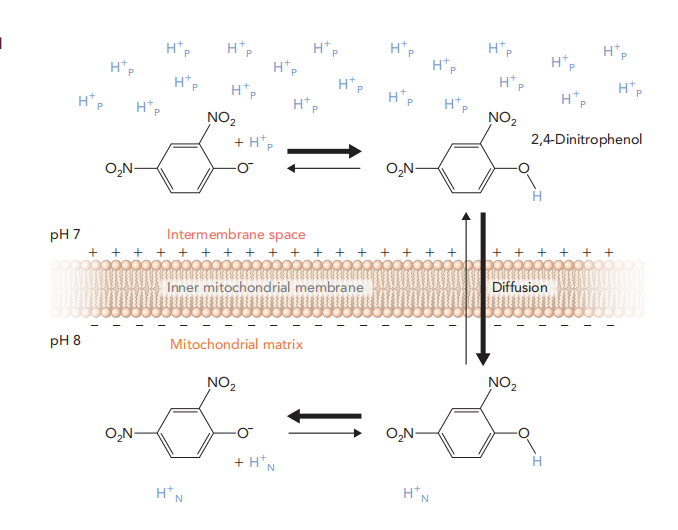 H⁺P H⁺P H⁺P H⁺P H⁺P H⁺P
H⁺P H⁺P H⁺P H⁺P
H⁺P H⁺P H⁺P H⁺P H⁺P
H⁺P H⁺P H⁺P H⁺P H⁺P H⁺P
NO₂ NO₂
+ H⁺P 2,4-Dinitrophenol
O₂N O⁻ O₂N O
H
pH 7 Intermembrane space
+ + + + + + + + + + + + + + + + + + + + + + + +
Inner mitochondrial membrane Diffusion
− − − − − − − − − − − − − − − − − − − − − − − −
pH 8 Mitochondrial matrix
NO₂ NO₂
O₂N O⁻ O₂N O
+ H⁺N H
H⁺N H⁺N